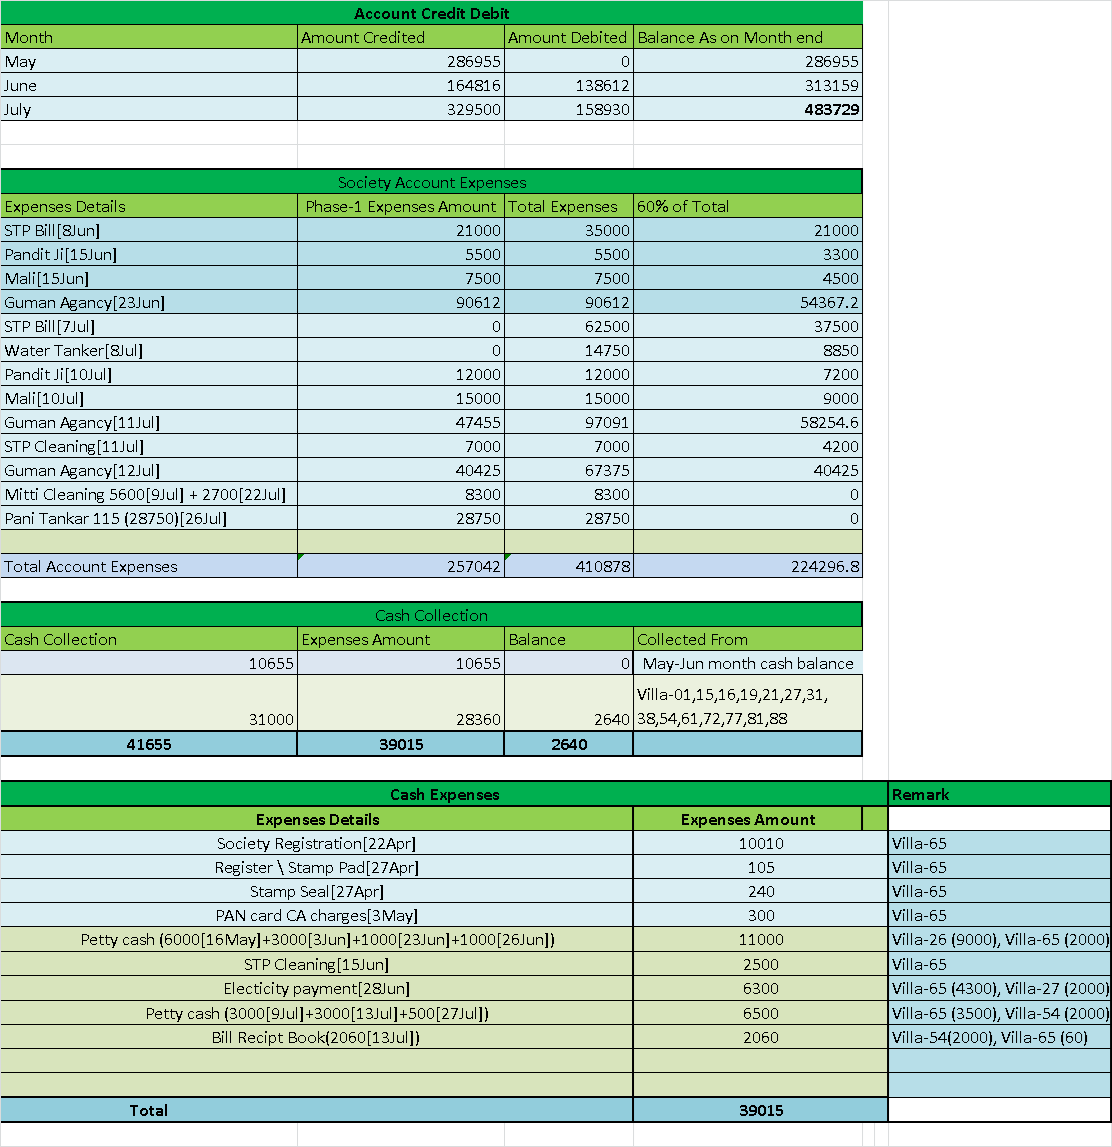 Account Credit Debit
Month Amount Credited Amount Debited Balance As on Month end
May 286955 0 286955
June 164816 138612 313159
July 329500 158930 483729
Society Account Expenses
Expenses Details Phase-1 Expenses Amount Total Expenses 60% of Total
STP Bill[8Jun] 21000 35000 21000
Pandit Ji[15Jun] 5500 5500 3300
Mali[15Jun] 7500 7500 4500
Guman Agancy[23Jun] 90612 90612 54367.2
STP Bill[7Jul] 0 62500 37500
Water Tanker[8Jul] 0 14750 8850
Pandit Ji[10Jul] 12000 12000 7200
Mali[10Jul] 15000 15000 9000
Guman Agancy[11Jul] 47455 97091 58254.6
STP Cleaning[11Jul] 7000 7000 4200
Guman Agancy[12Jul] 40425 67375 40425
Mitti Cleaning 5600[9Jul] + 2700[22Jul] 8300 8300 0
Pani Tankar 115 (28750)[26Jul] 28750 28750 0
Total Account Expenses 257042 410878 224296.8
Cash Collection
Cash Collection Expenses Amount Balance Collected From
10655 10655 0 May-Jun month cash balance
Villa-01,15,16,19,21,27,31,
31000 28360 2640 38,54,61,72,77,81,88
41655 39015 2640
Cash Expenses Remark
Expenses Details Expenses Amount
Society Registration[22Apr] 10010 Villa-65
Register \ Stamp Pad[27Apr] 105 Villa-65
Stamp Seal[27Apr] 240 Villa-65
PAN card CA charges[3May] 300 Villa-65
Petty cash (6000[16May]+3000[3Jun]+1000[23Jun]+1000[26Jun]) 11000 Villa-26 (9000), Villa-65 (2000)
STP Cleaning[15Jun] 2500 Villa-65
Electicity payment[28Jun] 6300 Villa-65 (4300), Villa-27 (2000)
Petty cash (3000[9Jul]+3000[13Jul]+500[27Jul]) 6500 Villa-65 (3500), Villa-54 (2000)
Bill Recipt Book(2060[13Jul]) 2060 Villa-54(2000), Villa-65 (60)
Total 39015